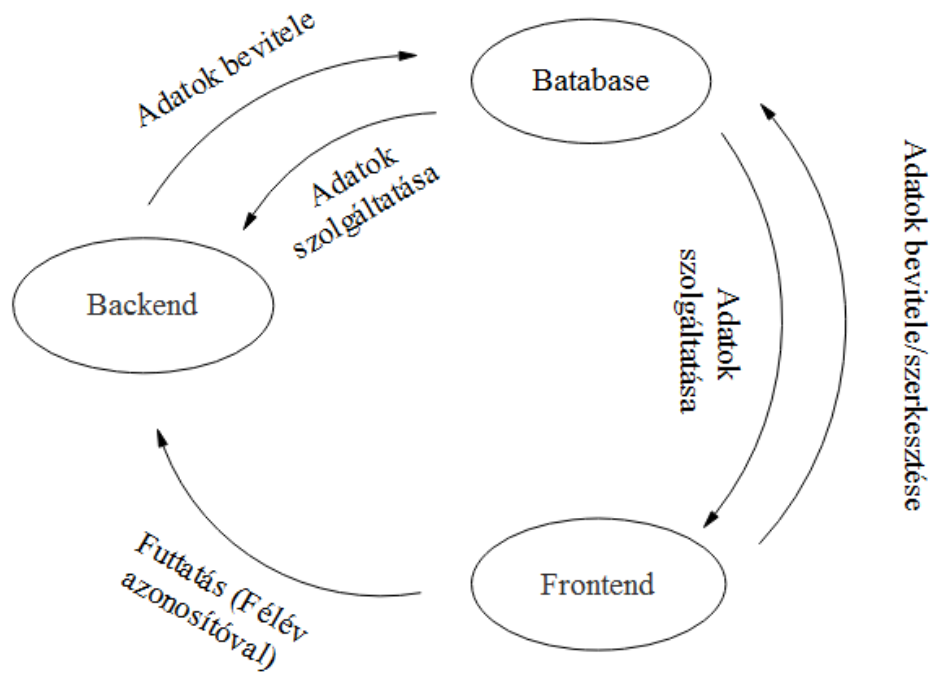 Adatok bevitele
Batabase
Adatok
szolgáltatása
Backend
Adatok
szolgáltatása
Adatok bevitele/szerkesztése
Frontend
Futtatás (Félév
azonosítóval)